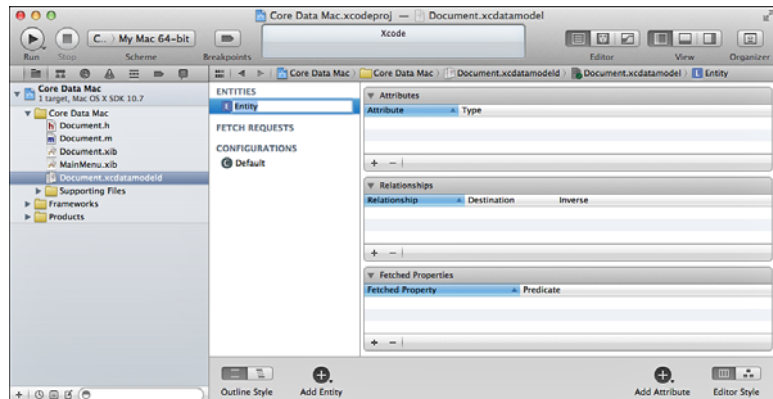 Core Data Mac.xcodeproj — Document.xcdatamodel
C.. My Mac 64-bit
Xcode
Run Stop Scheme Breakpoints Editor View Organizer
Core Data Mac Core Data Mac Document.xcdatamodeld Document.xcdatamodel E Entity
Core Data Mac
1 target, Mac OS X SDK 10.7
Core Data Mac
h Document.h
m Document.m
Document.xib
MainMenu.xib
Document.xcdatamodeld
Supporting Files
Frameworks
Products
ENTITIES
E Entity
FETCH REQUESTS
CONFIGURATIONS
C Default
Attributes
Attribute Type
+ −
Relationships
Relationship Destination Inverse
+ −
Fetched Properties
Fetched Property Predicate
+ −
Outline Style Add Entity Add Attribute Editor Style